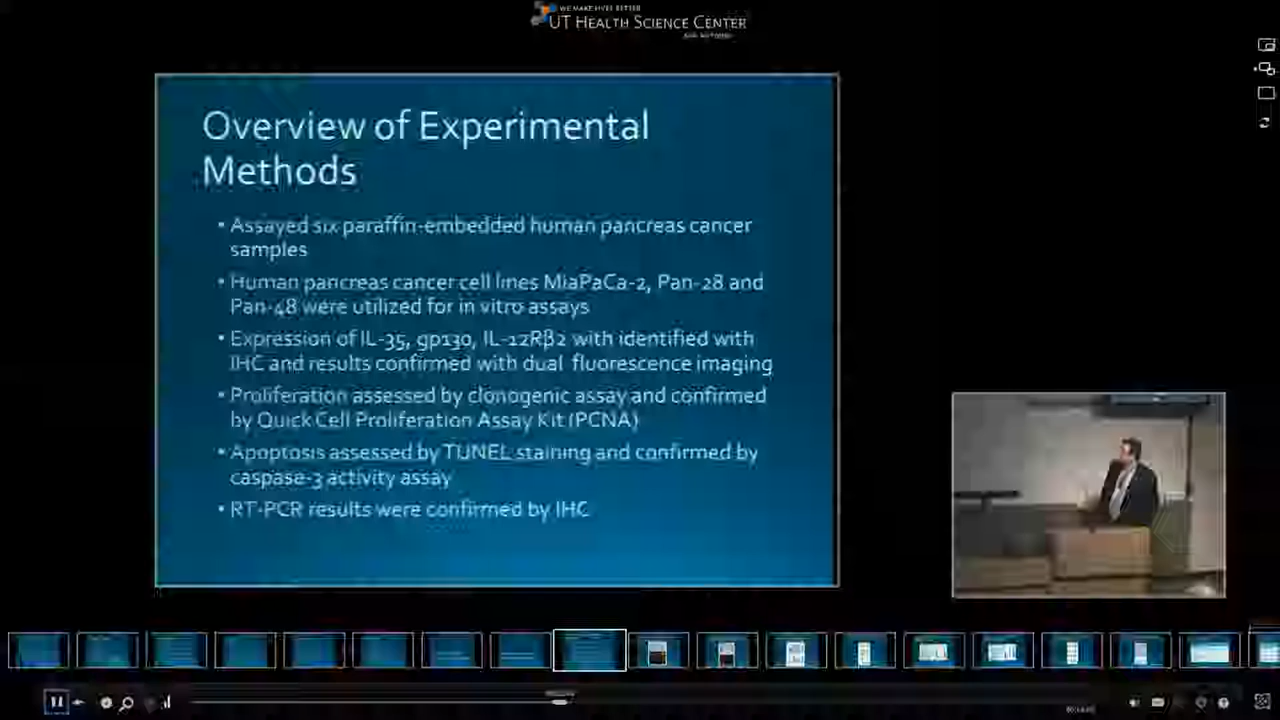 WE MAKE LIVES BETTER
UT HEALTH SCIENCE CENTER
Overview of Experimental
Methods
• Assayed six paraffin-embedded human pancreas cancer
samples
• Human pancreas cancer cell lines MiaPaCa-2, Pan-28 and
Pan-48 were utilized for in vitro assays
• Expression of IL-35, gp130, IL-12Rβ2 with identified with
IHC and results confirmed with dual fluorescence imaging
• Proliferation assessed by clonogenic assay and confirmed
by Quick Cell Proliferation Assay Kit (PCNA)
• Apoptosis assessed by TUNEL staining and confirmed by
caspase-3 activity assay
• RT-PCR results were confirmed by IHC